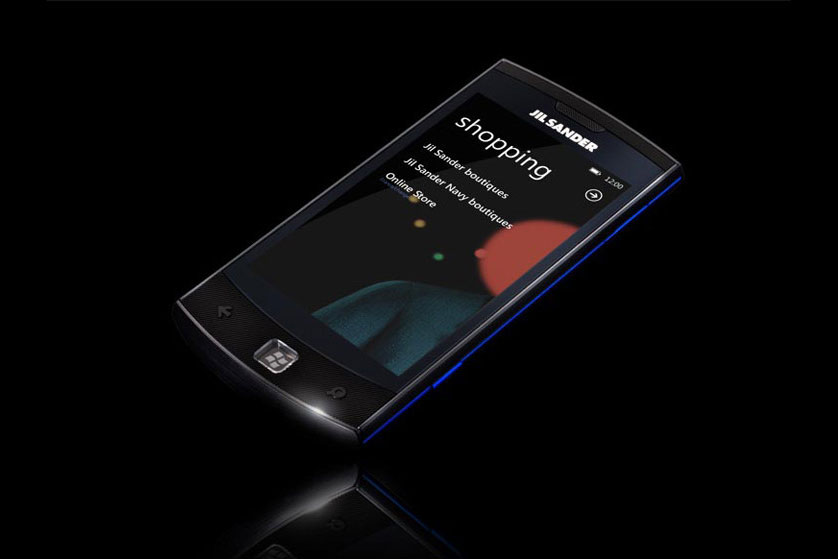 JIL SANDER
12:00
shopping
Jil Sander boutiques
Jil Sander Navy boutiques
Online Store